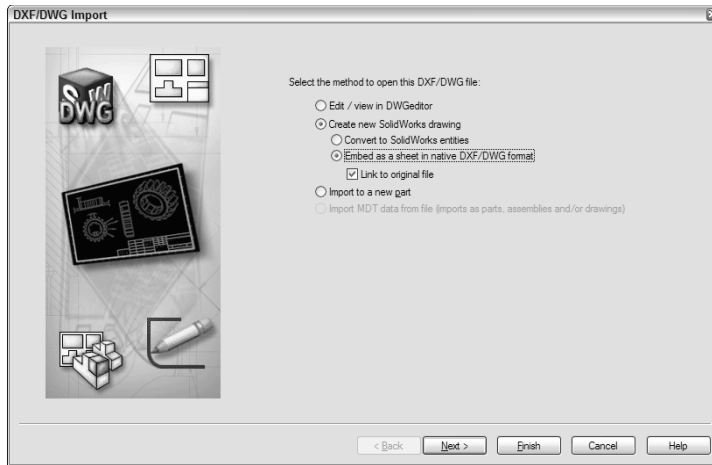 DXF/DWG Import
SW
DWG
Select the method to open this DXF/DWG file:
Edit / view in DWGeditor
Create new SolidWorks drawing
Convert to SolidWorks entities
Embed as a sheet in native DXF/DWG format
Link to original file
Import to a new part
Import MDT data from file (imports as parts, assemblies and/or drawings)
< Back Next > Finish Cancel Help